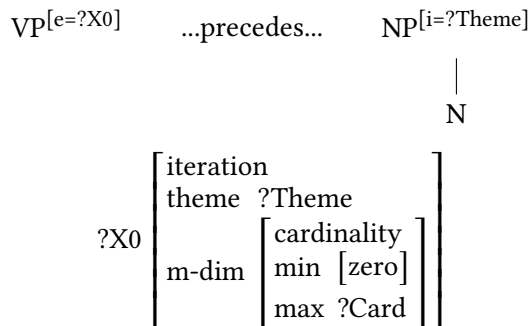 VP[e=?X0] ...precedes... NP[i=?Theme]
N
iteration
theme ?Theme
?X0 m-dim cardinality
min [zero]
max ?Card